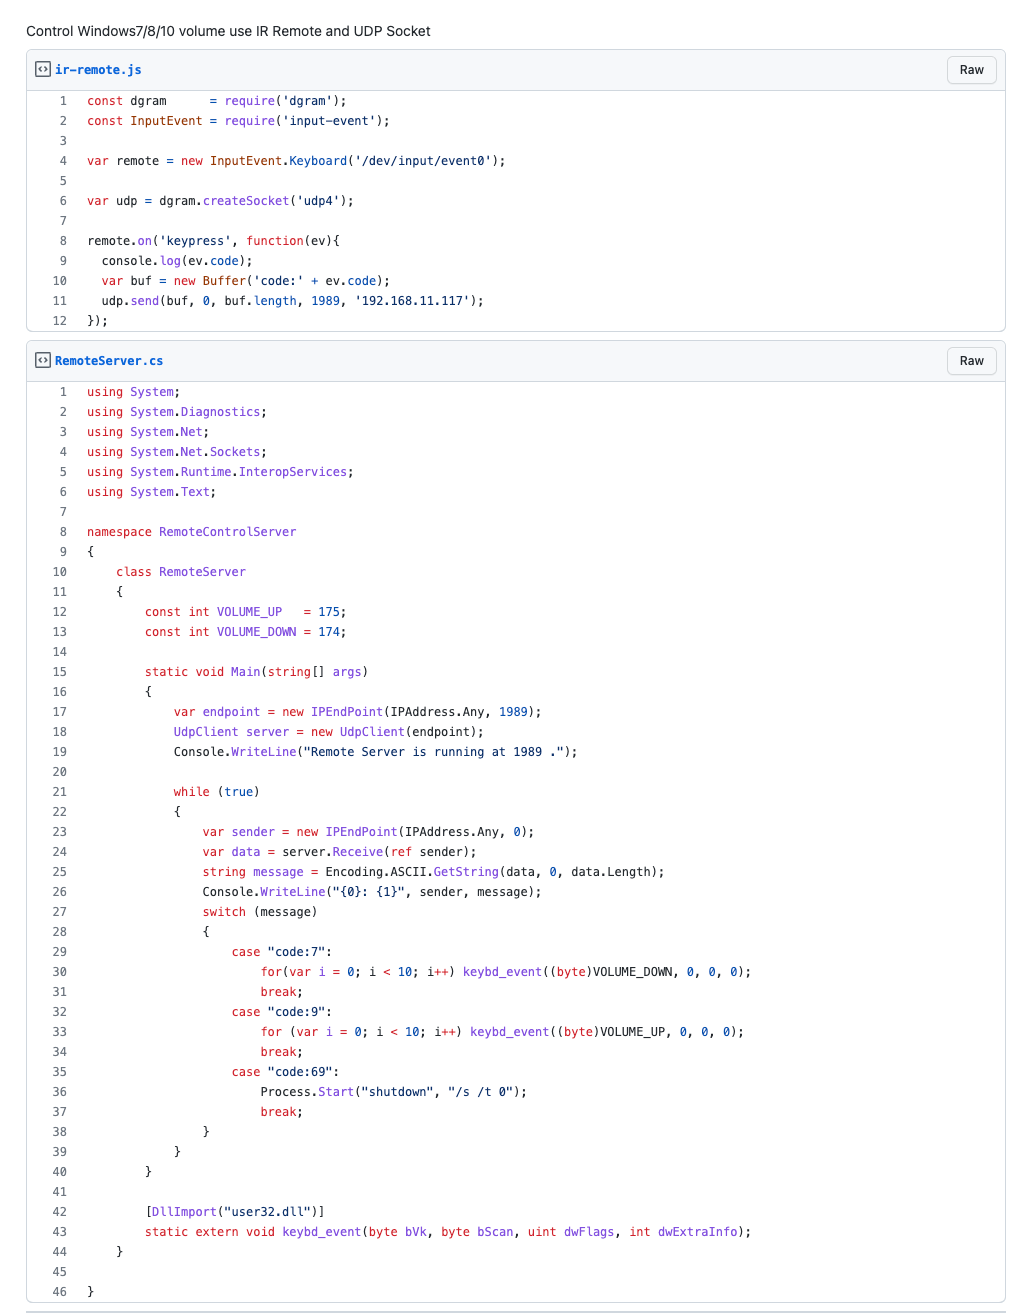 Control Windows7/8/10 volume use IR Remote and UDP Socket
ir-remote.js
Raw
1 const dgram      = require('dgram');
2 const InputEvent = require('input-event');
3
4 var remote = new InputEvent.Keyboard('/dev/input/event0');
5
6 var udp = dgram.createSocket('udp4');
7
8 remote.on('keypress', function(ev){
9   console.log(ev.code);
10   var buf = new Buffer('code:' + ev.code);
11   udp.send(buf, 0, buf.length, 1989, '192.168.11.117');
12 });
RemoteServer.cs
Raw
1 using System;
2 using System.Diagnostics;
3 using System.Net;
4 using System.Net.Sockets;
5 using System.Runtime.InteropServices;
6 using System.Text;
7
8 namespace RemoteControlServer
9 {
10     class RemoteServer
11     {
12         const int VOLUME_UP   = 175;
13         const int VOLUME_DOWN = 174;
14
15         static void Main(string[] args)
16         {
17             var endpoint = new IPEndPoint(IPAddress.Any, 1989);
18             UdpClient server = new UdpClient(endpoint);
19             Console.WriteLine("Remote Server is running at 1989 .");
20
21             while (true)
22             {
23                 var sender = new IPEndPoint(IPAddress.Any, 0);
24                 var data = server.Receive(ref sender);
25                 string message = Encoding.ASCII.GetString(data, 0, data.Length);
26                 Console.WriteLine("{0}: {1}", sender, message);
27                 switch (message)
28                 {
29                     case "code:7":
30                         for(var i = 0; i < 10; i++) keybd_event((byte)VOLUME_DOWN, 0, 0, 0);
31                         break;
32                     case "code:9":
33                         for (var i = 0; i < 10; i++) keybd_event((byte)VOLUME_UP, 0, 0, 0);
34                         break;
35                     case "code:69":
36                         Process.Start("shutdown", "/s /t 0");
37                         break;
38                 }
39             }
40         }
41
42         [DllImport("user32.dll")]
43         static extern void keybd_event(byte bVk, byte bScan, uint dwFlags, int dwExtraInfo);
44     }
45
46 }